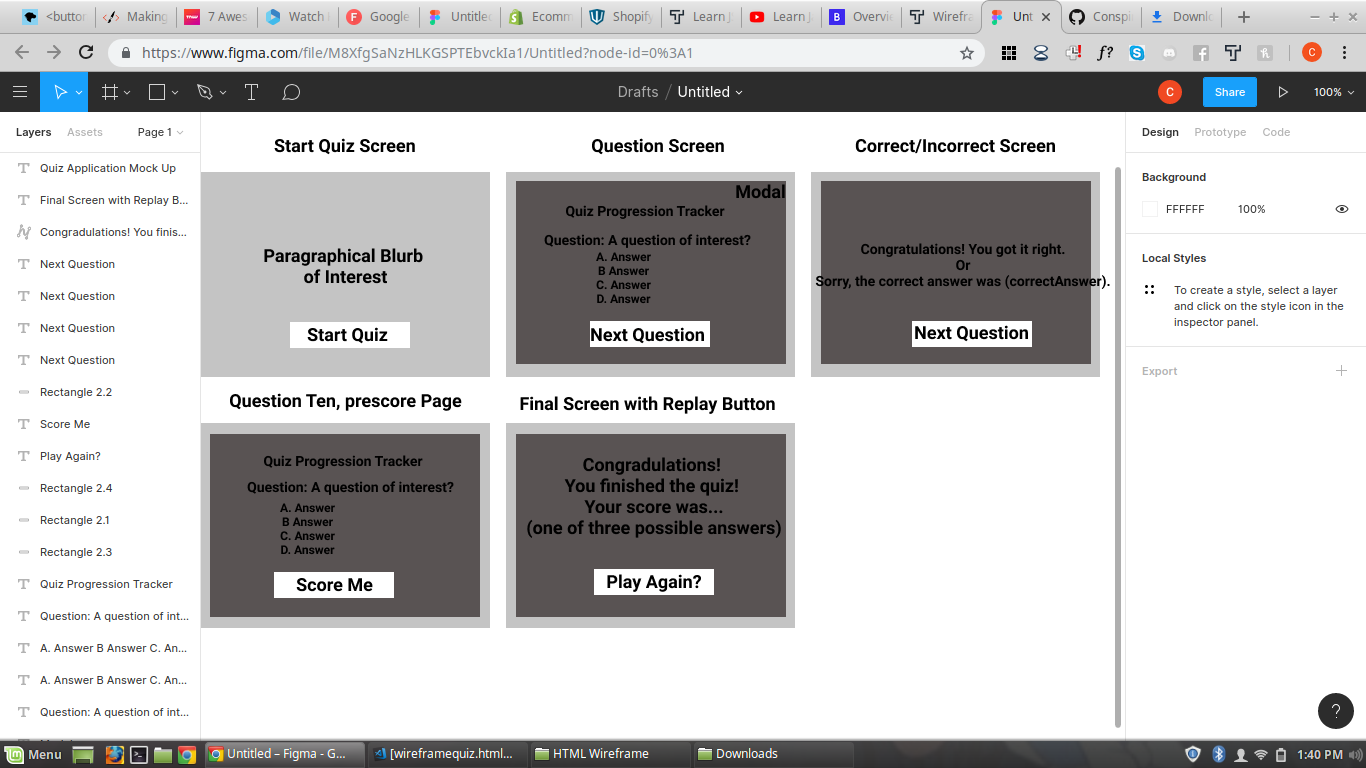 <button
Making
7 Awes
Watch
Google
Untitle
Ecomm
Shopify
Learn J
Learn J
B
Overvi
Wirefra
Unt
Conspi
Downlo
https://www.figma.com/file/M8XfgSaNzHLKGSPTEbvckIa1/Untitled?node-id=0%3A1
f?
C
Drafts / Untitled
C
Share
100%
Layers
Assets
Page 1
Quiz Application Mock Up
Final Screen with Replay B...
Congradulations! You finis...
Next Question
Next Question
Next Question
Next Question
Rectangle 2.2
Score Me
Play Again?
Rectangle 2.4
Rectangle 2.1
Rectangle 2.3
Quiz Progression Tracker
Question: A question of int...
A. Answer B Answer C. An...
A. Answer B Answer C. An...
Question: A question of int...
Start Quiz Screen
Paragraphical Blurb
of Interest
Start Quiz
Question Screen
Modal
Quiz Progression Tracker
Question: A question of interest?
A. Answer
B Answer
C. Answer
D. Answer
Next Question
Correct/Incorrect Screen
Congratulations! You got it right.
Or
Sorry, the correct answer was (correctAnswer).
Next Question
Question Ten, prescore Page
Quiz Progression Tracker
Question: A question of interest?
A. Answer
B Answer
C. Answer
D. Answer
Score Me
Final Screen with Replay Button
Congradulations!
You finished the quiz!
Your score was...
(one of three possible answers)
Play Again?
Design
Prototype
Code
Background
FFFFFF
100%
Local Styles
To create a style, select a layer
and click on the style icon in the
inspector panel.
Export
?
Menu
Untitled – Figma - G...
[wireframequiz.html...
HTML Wireframe
Downloads
1:40 PM